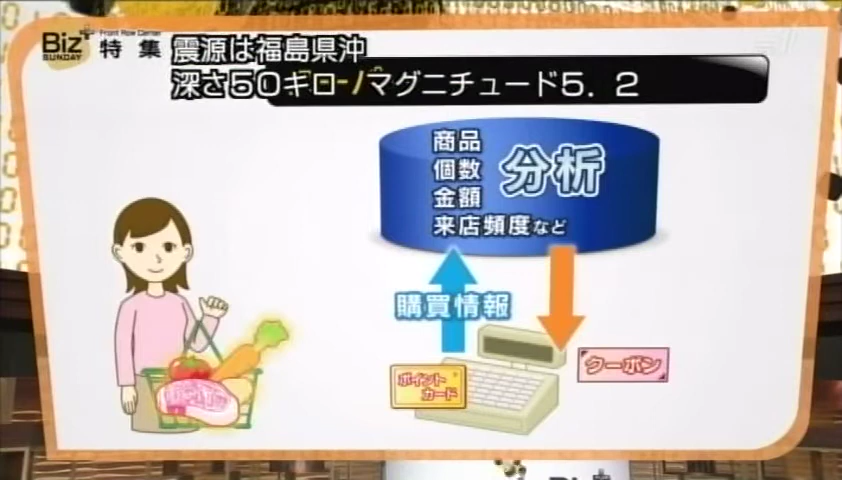 Biz+
SUNDAY
Front Row Center
特集
震源は福島県沖
深さ50キロ マグニチュード5.2
商品
個数
金額
来店頻度など
分析
購買情報
ポイント
カード
クーポン